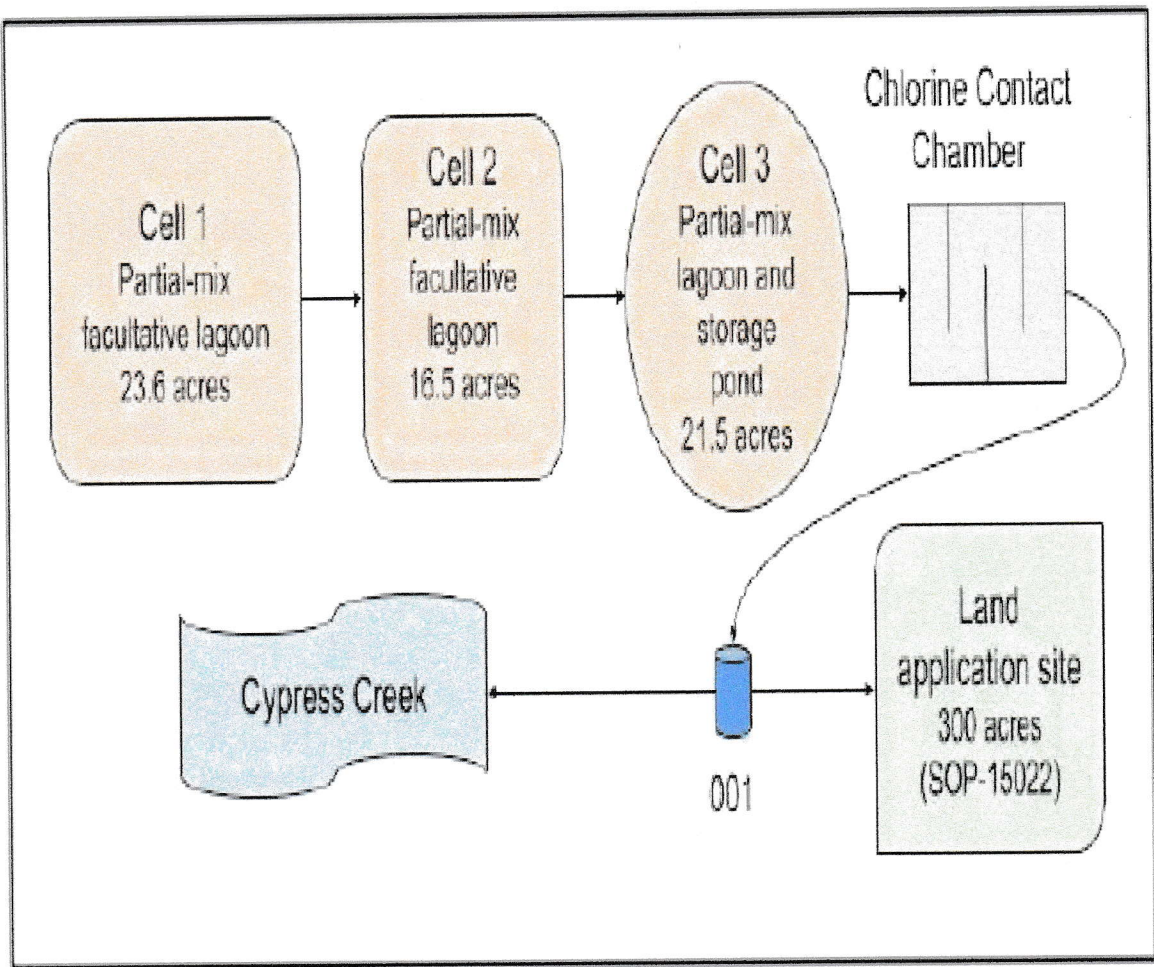 Cell 1
Partial-mix
facultative lagoon
23.6 acres
Cell 2
Partial-mix
facultative
lagoon
16.5 acres
Cell 3
Partial-mix
lagoon and
storage
pond
21.5 acres
Chlorine Contact
Chamber
Cypress Creek
001
Land
application site
300 acres
(SOP-15022)